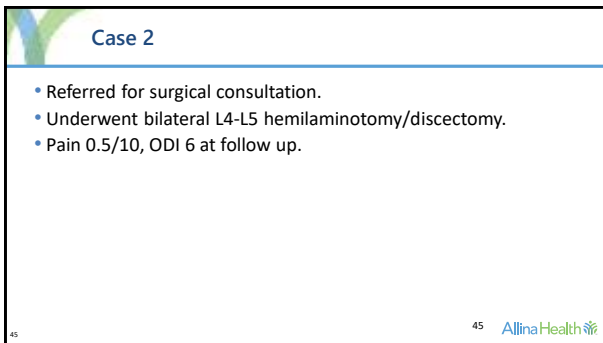 Case 2
• Referred for surgical consultation.
• Underwent bilateral L4-L5 hemilaminotomy/discectomy.
• Pain 0.5/10, ODI 6 at follow up.
45 AllinaHealth
45